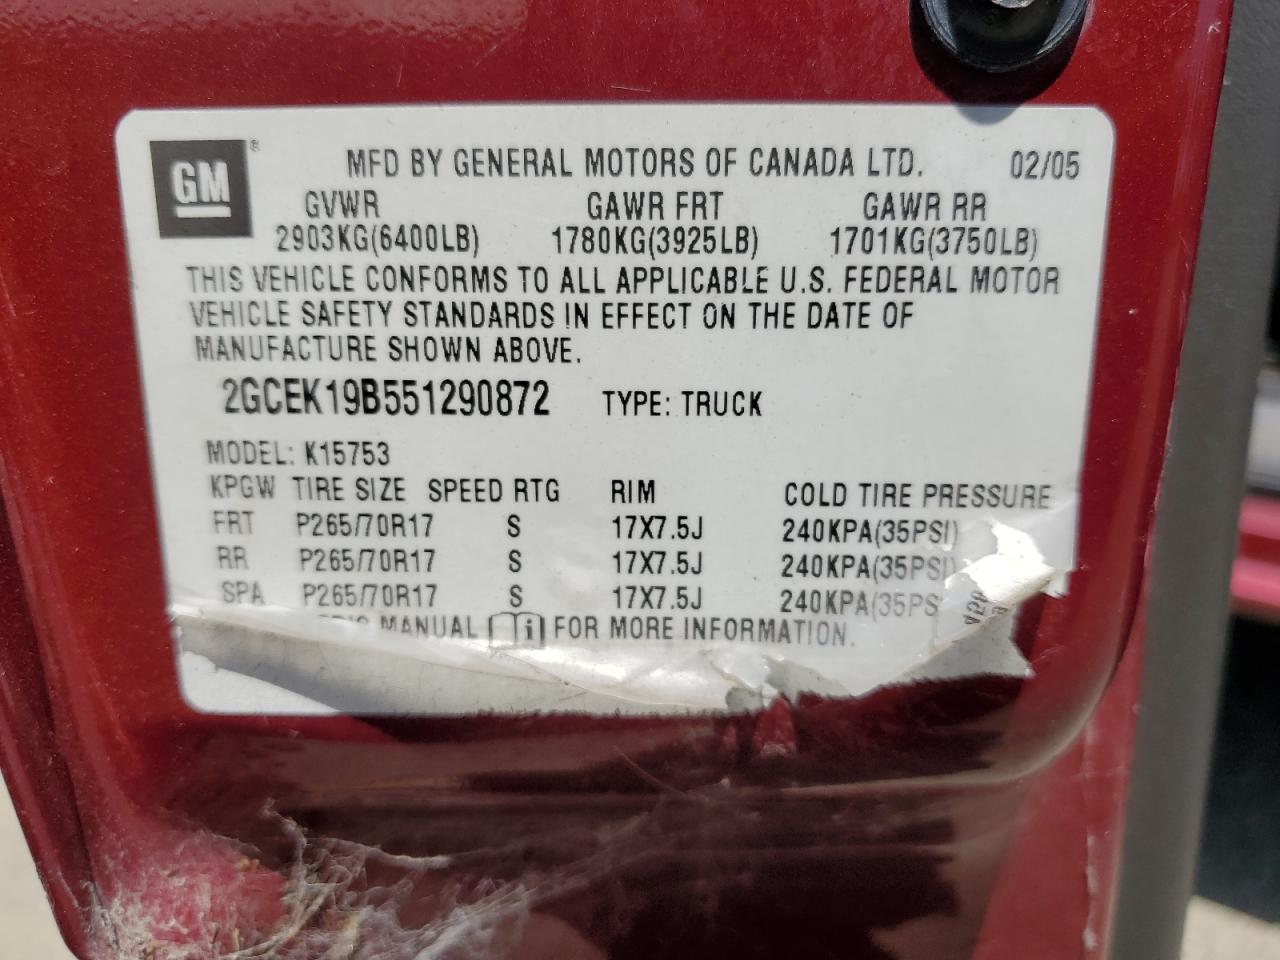 GM®
MFD BY GENERAL MOTORS OF CANADA LTD. 02/05
GVWR GAWR FRT GAWR RR
2903KG(6400LB) 1780KG(3925LB) 1701KG(3750LB)
THIS VEHICLE CONFORMS TO ALL APPLICABLE U.S. FEDERAL MOTOR
VEHICLE SAFETY STANDARDS IN EFFECT ON THE DATE OF
MANUFACTURE SHOWN ABOVE.
2GCEK19B551290872 TYPE: TRUCK
MODEL: K15753
KPGW TIRE SIZE SPEED RTG RIM COLD TIRE PRESSURE
FRT P265/70R17 S 17X7.5J 240KPA(35PSI)
RR P265/70R17 S 17X7.5J 240KPA(35PSI)
SPA P265/70R17 S 17X7.5J 240KPA(35PS
MANUAL FOR MORE INFORMATION.